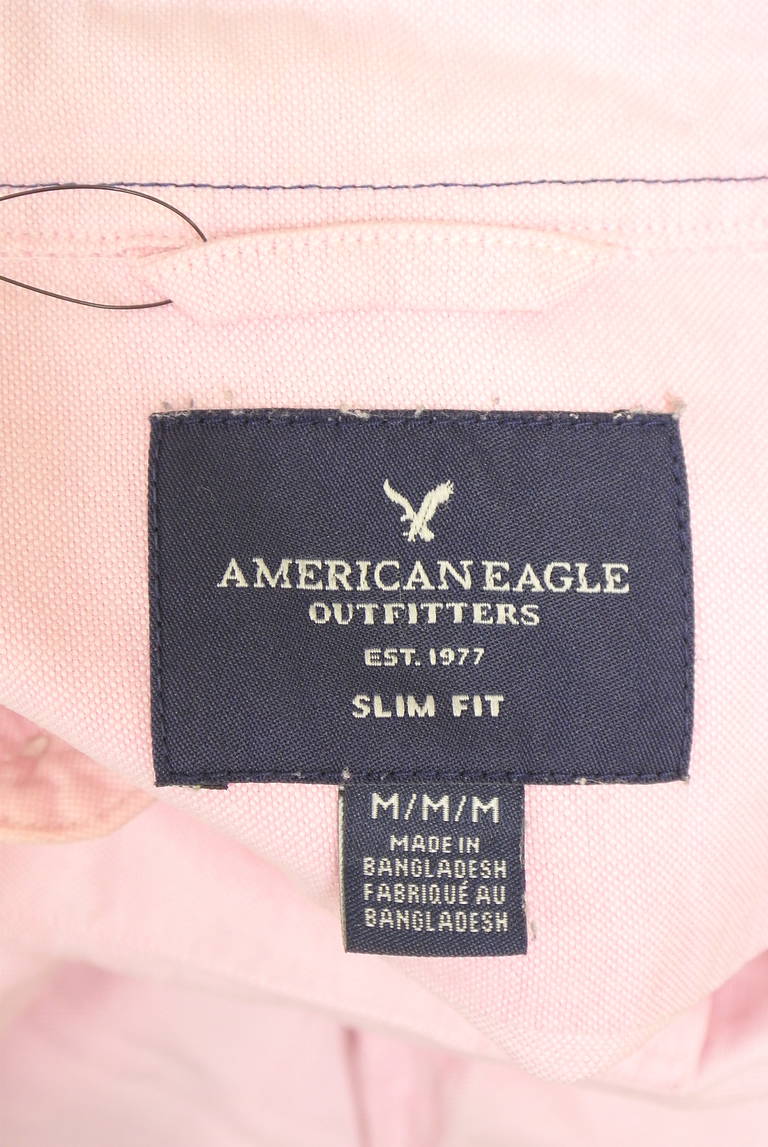 AMERICAN EAGLE
OUTFITTERS
EST. 1977
SLIM FIT
M/M/M
MADE IN
BANGLADESH
FABRIQUÉ AU
BANGLADESH